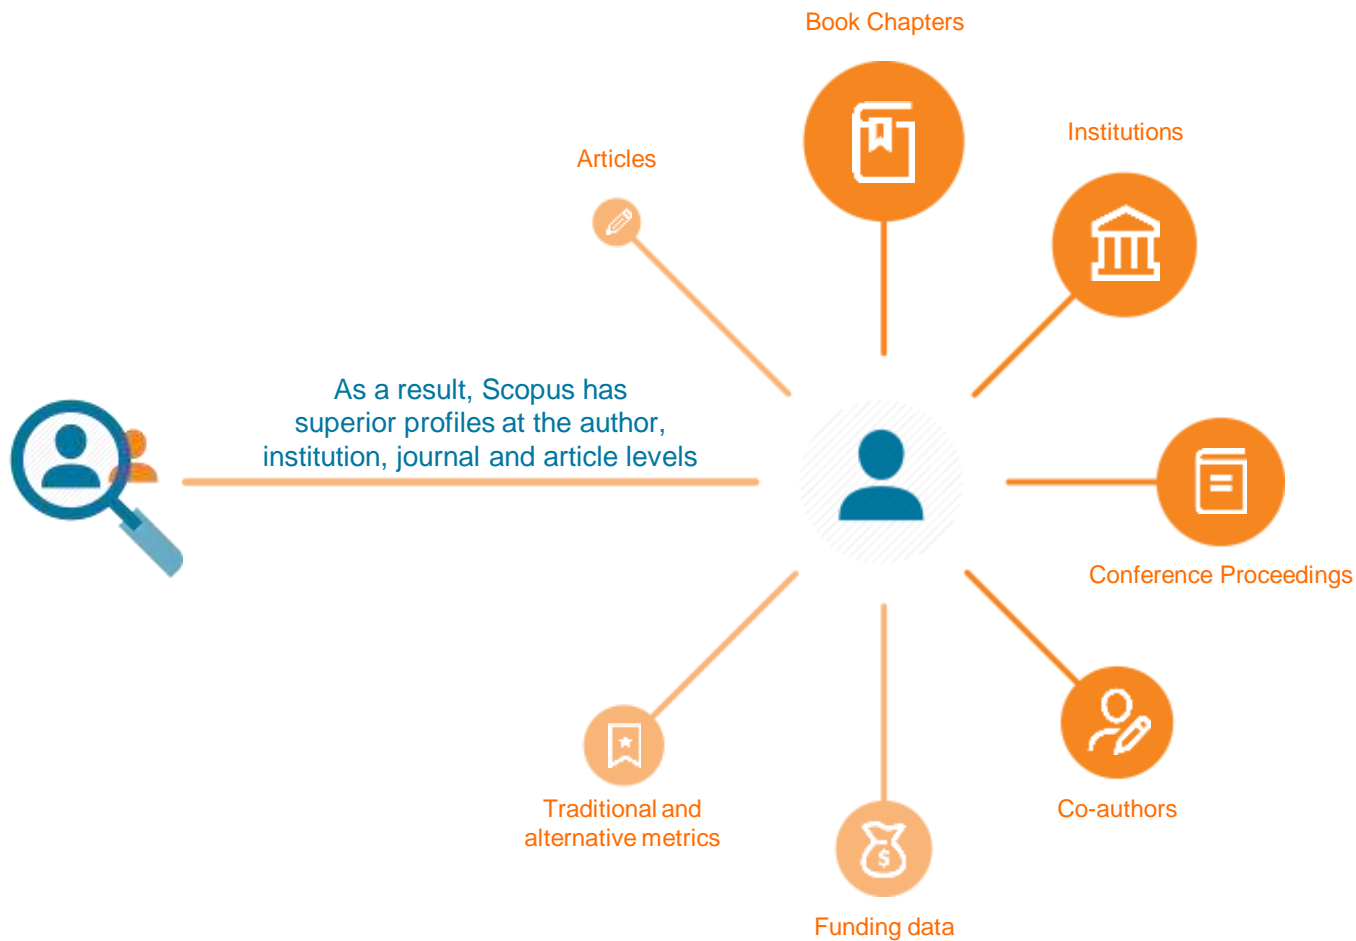 Book Chapters
Institutions
Articles
As a result, Scopus has
superior profiles at the author,
institution, journal and article levels
Conference Proceedings
Traditional and
alternative metrics
Co-authors
$
Funding data